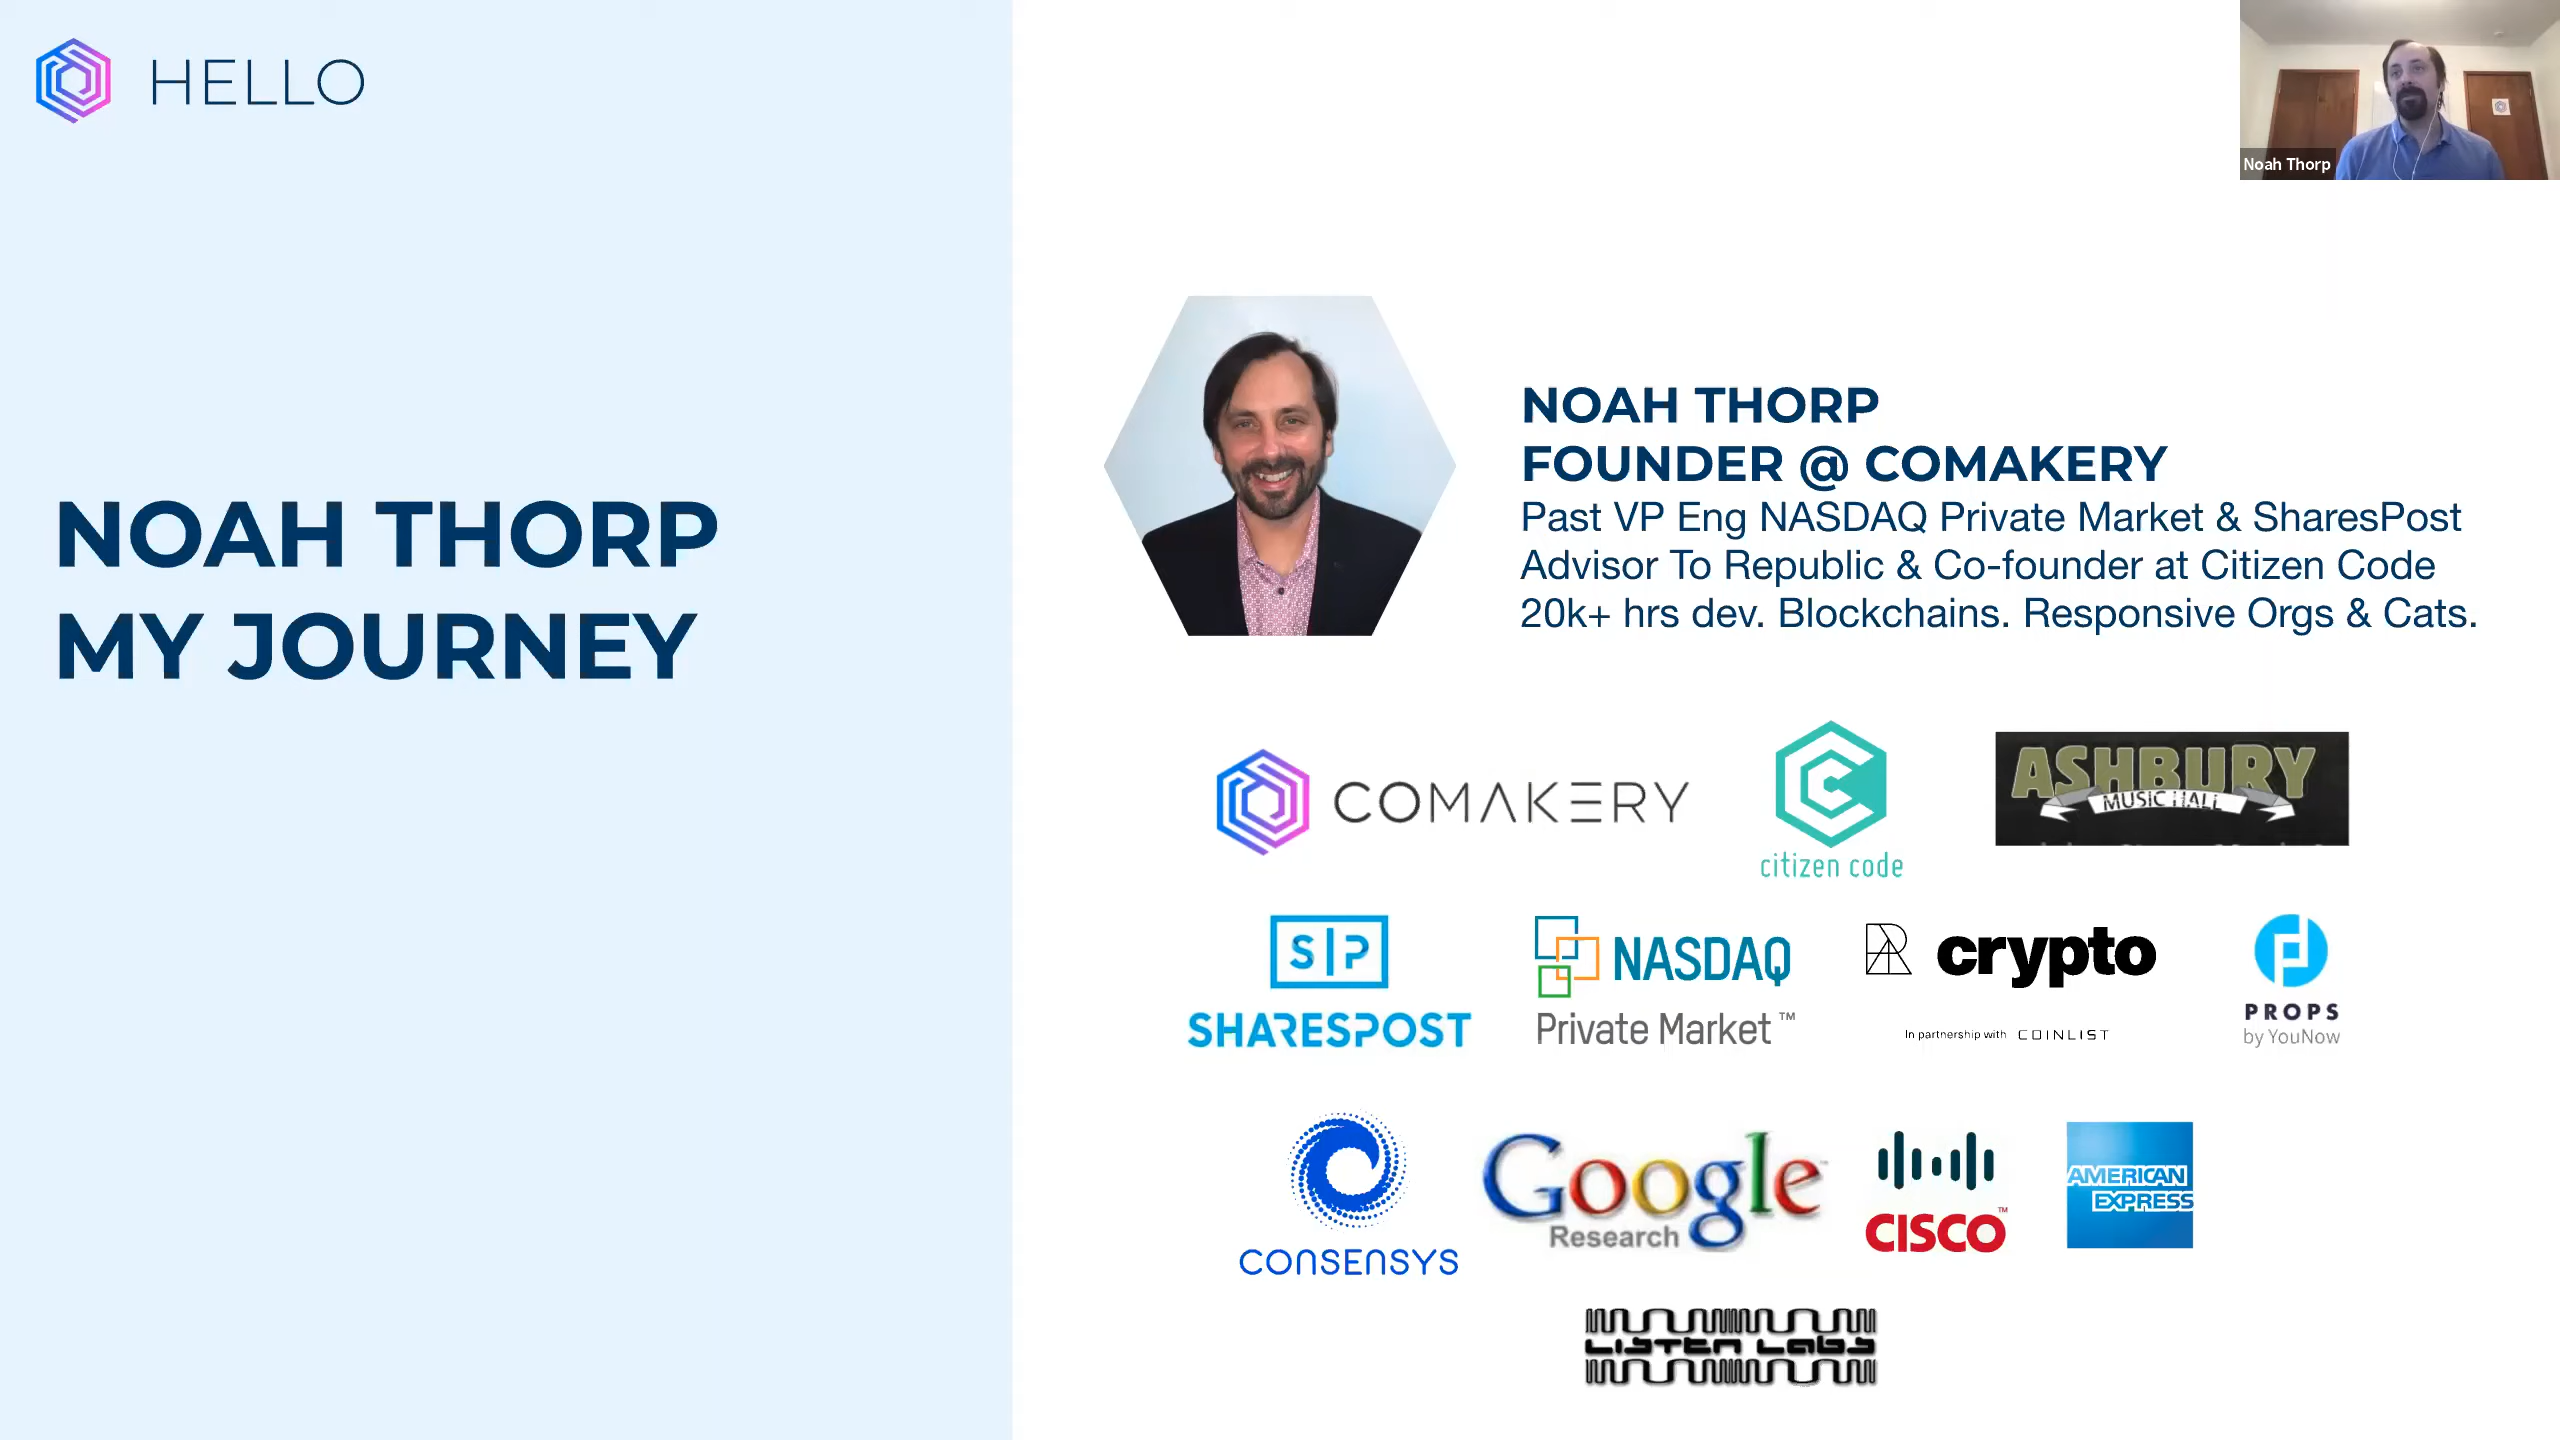 HELLO
Noah Thorp
NOAH THORP
MY JOURNEY
NOAH THORP
FOUNDER @ COMAKERY
Past VP Eng NASDAQ Private Market & SharesPost
Advisor To Republic & Co-founder at Citizen Code
20k+ hrs dev. Blockchains. Responsive Orgs & Cats.
COMAKERY
citizen code
ASHBURY
MUSIC HALL
S|P
SHARESPOST
NASDAQ
Private Market™
R crypto
In partnership with COINLIST
PROPS
by YouNow
CONSENSYS
Google™
Research
CISCO™
AMERICAN
EXPRESS
LISTEN LABS